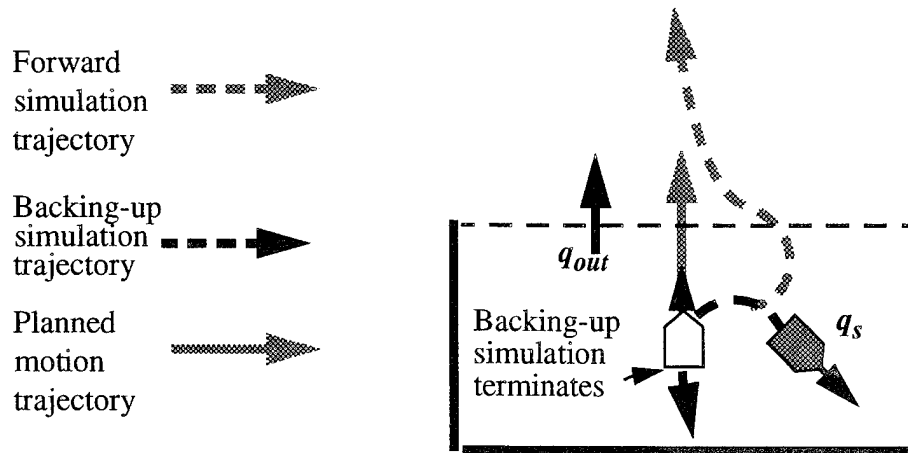 Forward
simulation
trajectory
Backing-up
simulation
trajectory
Planned
motion
trajectory
q_out
Backing-up
simulation
terminates
q_s